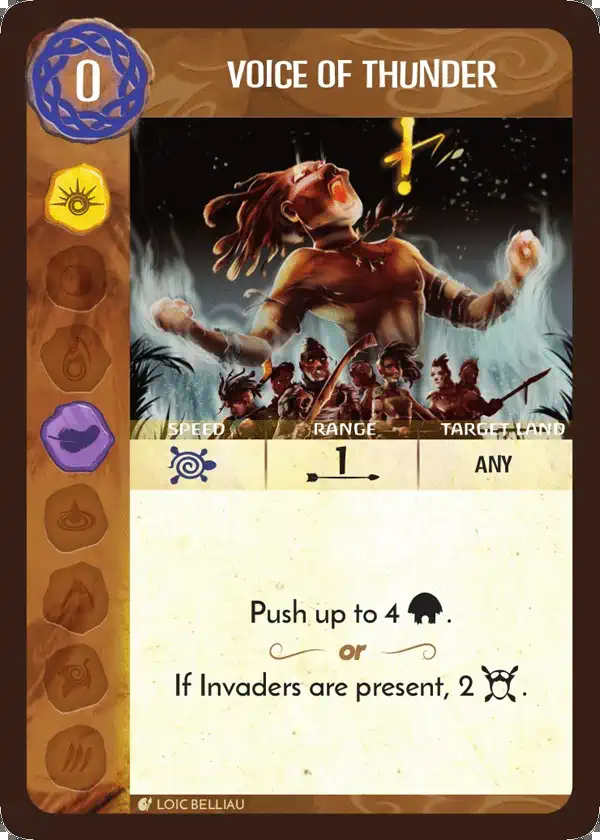 0
VOICE OF THUNDER
SPEED RANGE TARGET LAND
1 ANY
Push up to 4 .
or
If Invaders are present, 2 .
LOIC BELLIAU